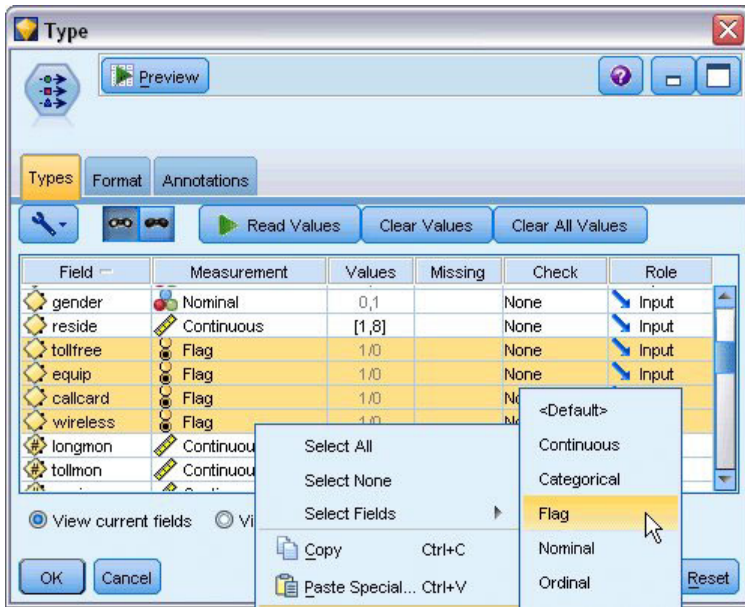 Type
Preview
Types Format Annotations
Read Values Clear Values Clear All Values
Field Measurement Values Missing Check Role
gender Nominal 0,1 None Input
reside Continuous [1,8] None Input
tollfree Flag 1/0 None Input
equip Flag 1/0 None Input
callcard Flag 1/0
wireless Flag 1/0
longmon
tollmon
<Default>
Continuous
Categorical
Flag
Nominal
Ordinal
Select All
Select None
Select Fields
Copy Ctrl+C
Paste Special... Ctrl+V
View current fields
OK Cancel Reset